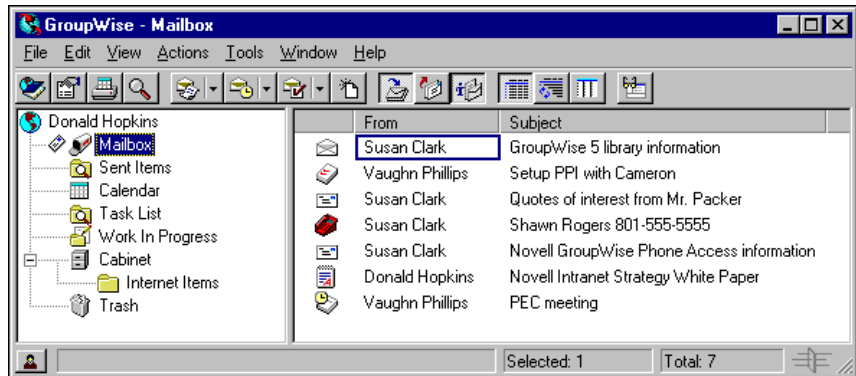 GroupWise - Mailbox
File Edit View Actions Tools Window Help
Donald Hopkins
Mailbox
Sent Items
Calendar
Task List
Work In Progress
Cabinet
Internet Items
Trash
From Subject
Susan Clark GroupWise 5 library information
Vaughn Phillips Setup PPI with Cameron
Susan Clark Quotes of interest from Mr. Packer
Susan Clark Shawn Rogers 801-555-5555
Susan Clark Novell GroupWise Phone Access information
Donald Hopkins Novell Intranet Strategy White Paper
Vaughn Phillips PEC meeting
Selected: 1 Total: 7